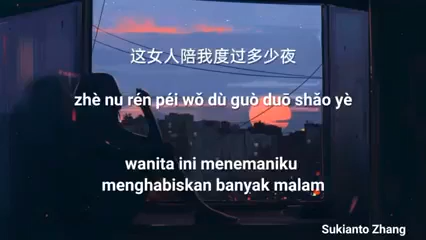 这女人陪我度过多少夜
zhè nu rén péi wǒ dù guò duō shǎo yè
wanita ini menemaniku
menghabiskan banyak malam
Sukianto Zhang